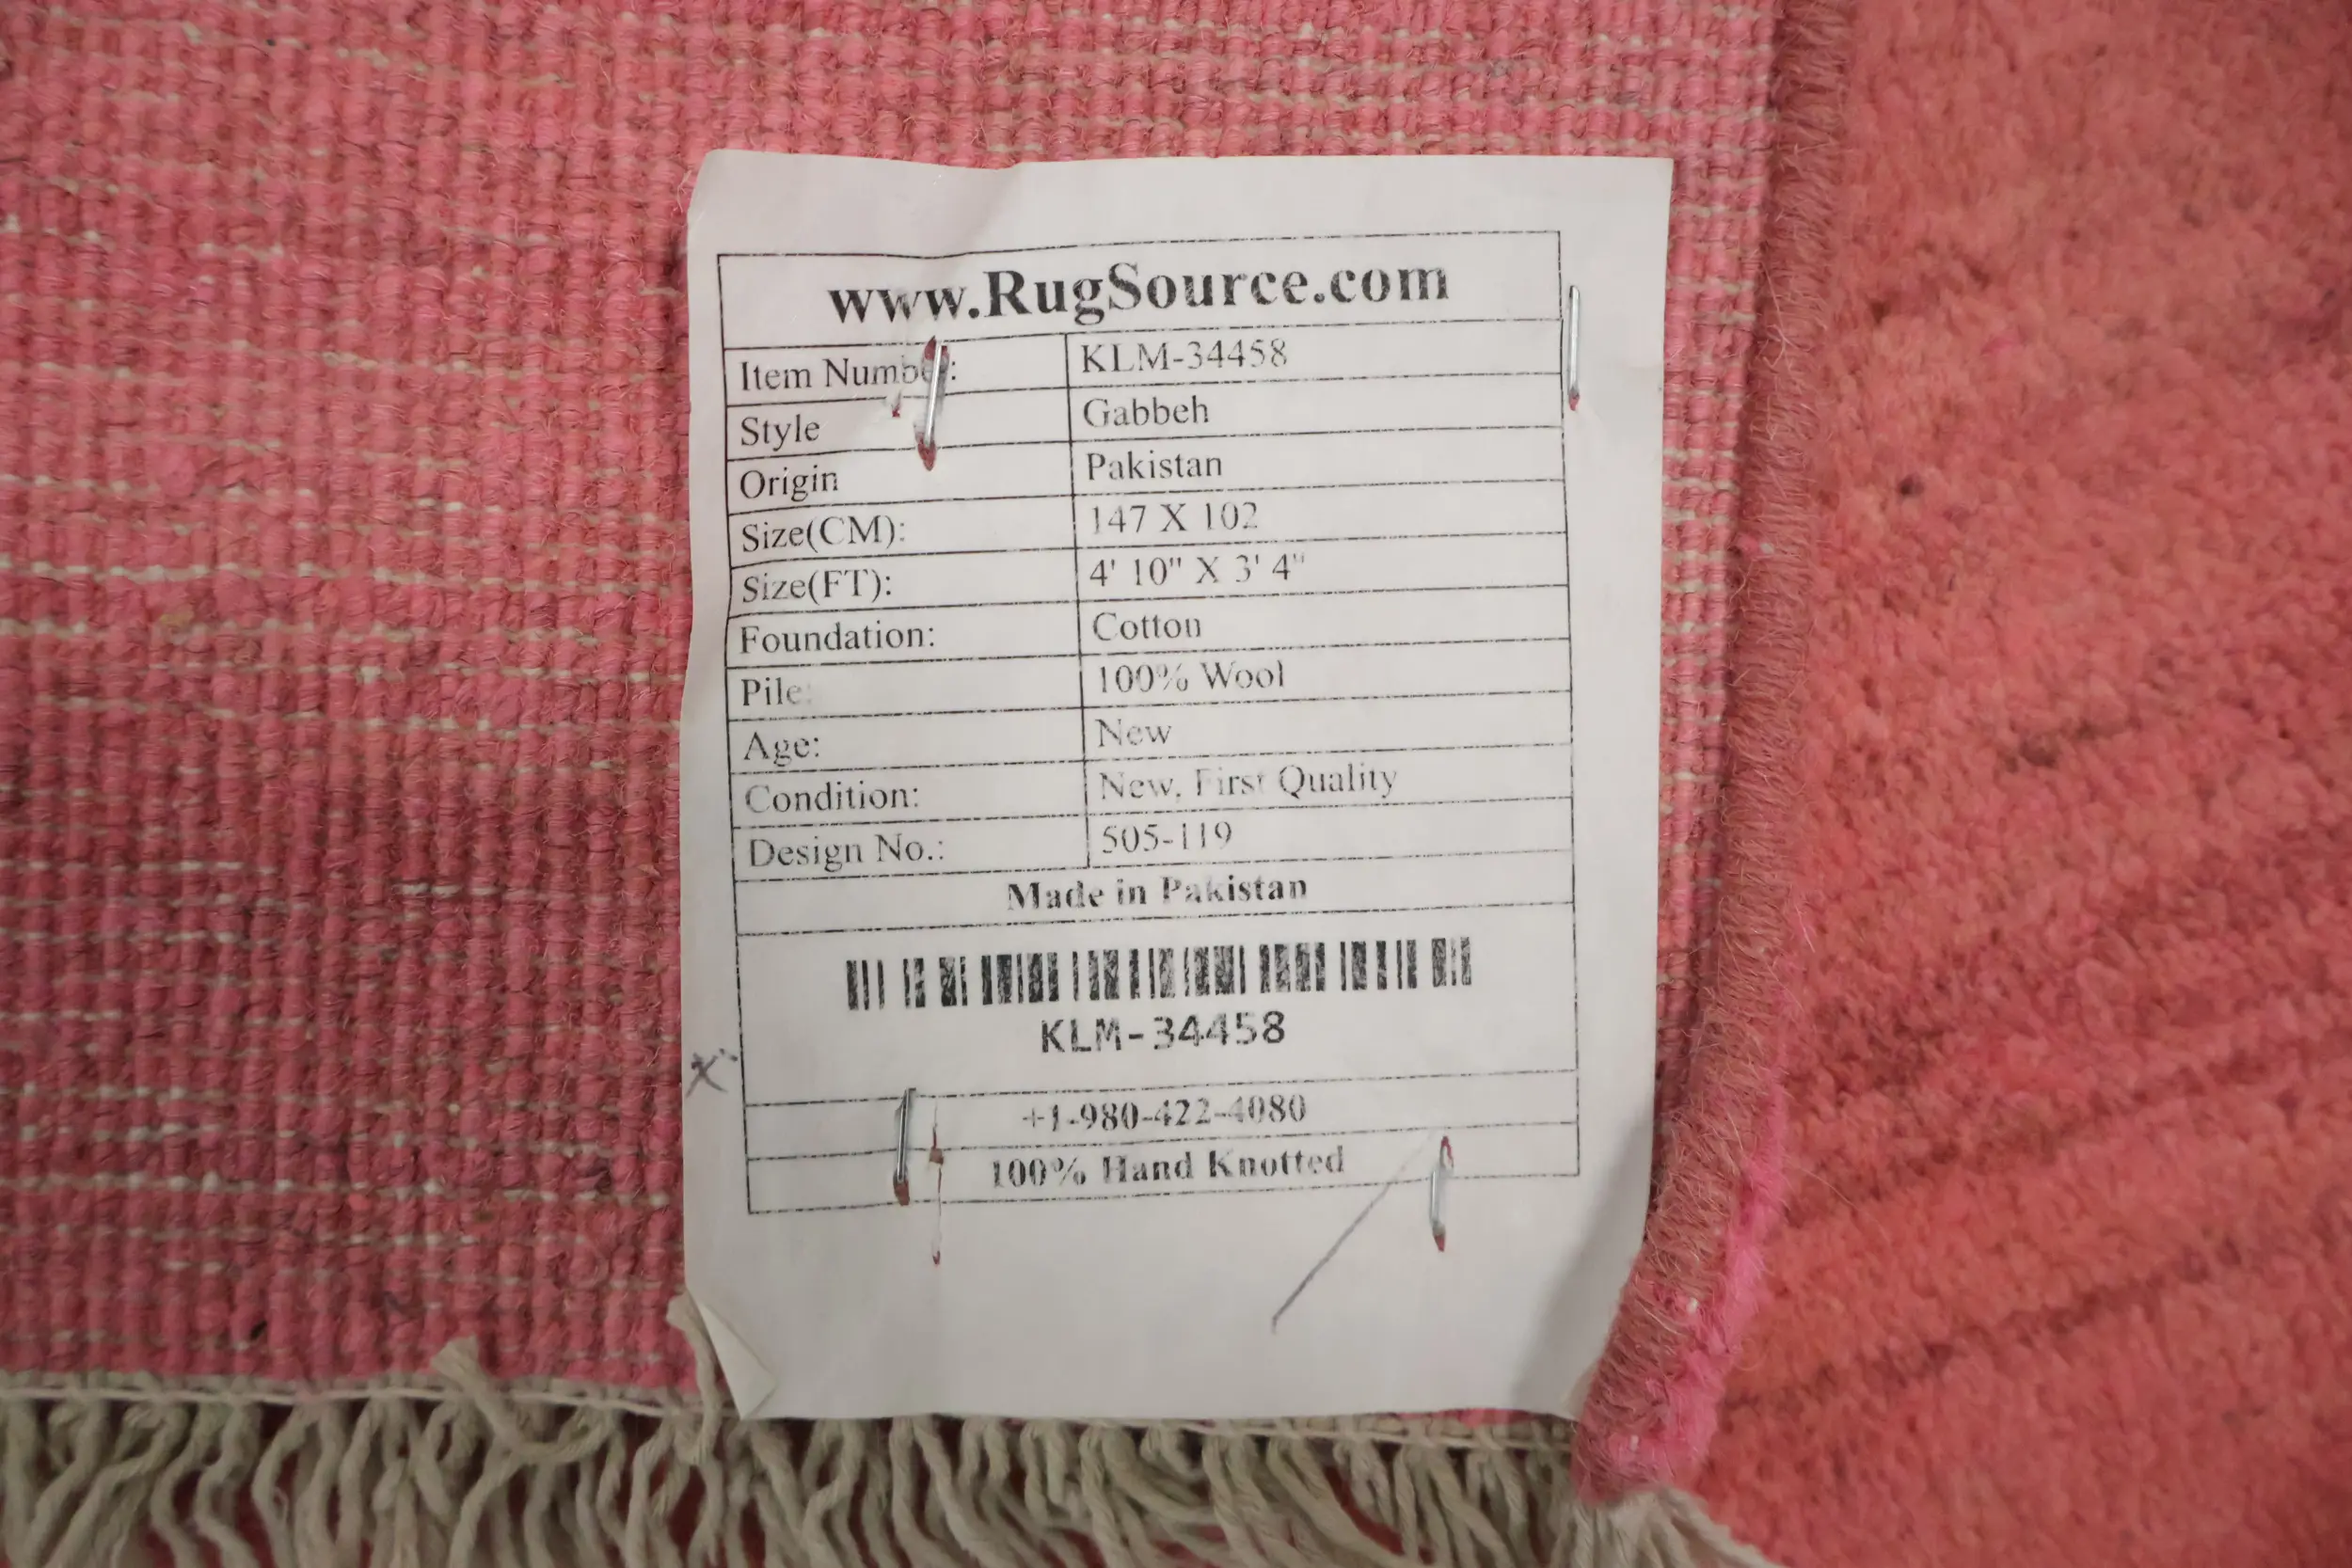 www.RugSource.com
Item Number: KLM-34458
Style Gabbeh
Origin Pakistan
Size(CM): 147 X 102
Size(FT): 4' 10" X 3' 4"
Foundation: Cotton
Pile: 100% Wool
Age: New
Condition: New, First Quality
Design No.: 505-119
Made in Pakistan
KLM-34458
x
+1-980-422-4080
100% Hand Knotted